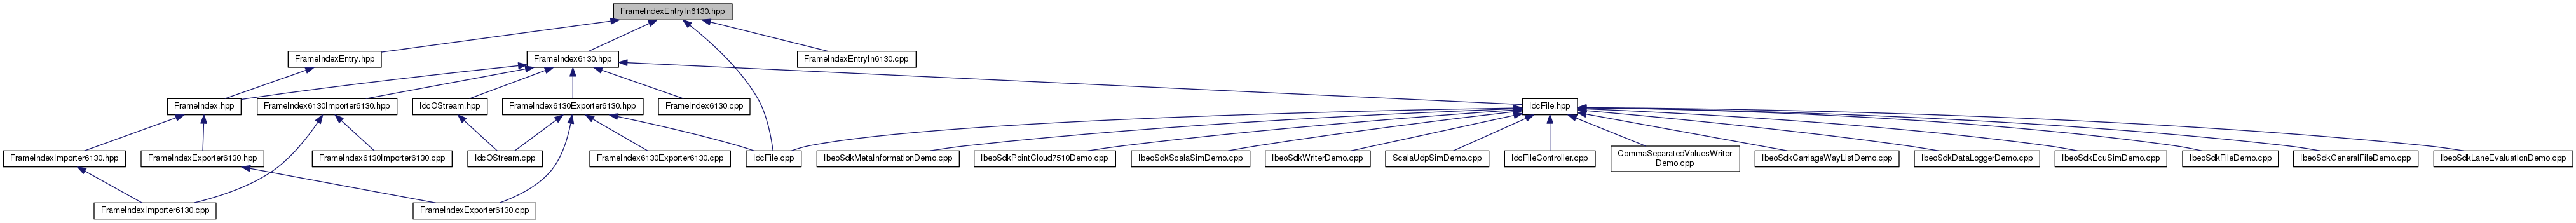 FrameIndexEntryIn6130.hpp
FrameIndexEntry.hpp
FrameIndex6130.hpp
FrameIndexEntryIn6130.cpp
FrameIndex.hpp
FrameIndex6130Importer6130.hpp
IdcOStream.hpp
FrameIndex6130Exporter6130.hpp
FrameIndex6130.cpp
IdcFile.hpp
FrameIndexImporter6130.hpp
FrameIndexExporter6130.hpp
FrameIndex6130Importer6130.cpp
IdcOStream.cpp
FrameIndex6130Exporter6130.cpp
IdcFile.cpp
IbeoSdkMetaInformationDemo.cpp
IbeoSdkPointCloud7510Demo.cpp
IbeoSdkScalaSimDemo.cpp
IbeoSdkWriterDemo.cpp
ScalaUdpSimDemo.cpp
IdcFileController.cpp
CommaSeparatedValuesWriter
Demo.cpp
IbeoSdkCarriageWayListDemo.cpp
IbeoSdkDataLoggerDemo.cpp
IbeoSdkEcuSimDemo.cpp
IbeoSdkFileDemo.cpp
IbeoSdkGeneralFileDemo.cpp
IbeoSdkLaneEvaluationDemo.cpp
FrameIndexImporter6130.cpp
FrameIndexExporter6130.cpp